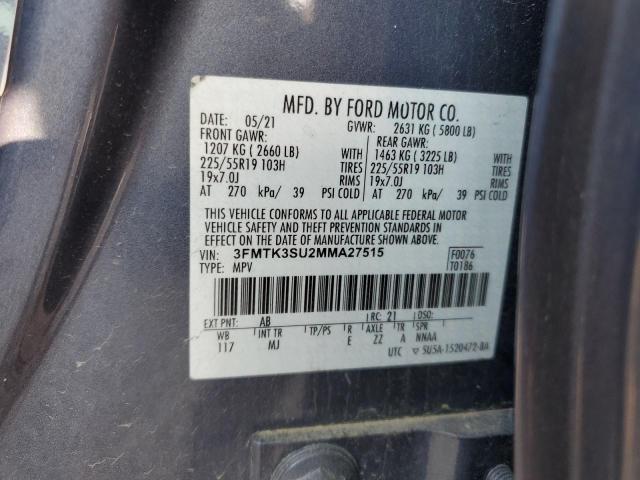 MFD. BY FORD MOTOR CO.
DATE: 05/21 GVWR: 2631 KG ( 5800 LB)
FRONT GAWR: REAR GAWR:
1207 KG ( 2660 LB) WITH 1463 KG ( 3225 LB) WITH
225/55R19 103H TIRES 225/55R19 103H TIRES
19x7.0J RIMS 19x7.0J RIMS
AT 270 kPa/ 39 PSI COLD AT 270 kPa/ 39 PSI COLD
THIS VEHICLE CONFORMS TO ALL APPLICABLE FEDERAL MOTOR
VEHICLE SAFETY AND THEFT PREVENTION STANDARDS IN EFFECT
ON THE DATE OF MANUFACTURE SHOWN ABOVE.
VIN: 3FMTK3SU2MMA27515 F0076
TYPE: MPV T0186
EXT PNT: AB RC: 21 DSO:
WB INT TR TP/PS R AXLE TR SPR
117 MJ E ZZ A NNAA
UTC ▽ 5U5A-1520472-BA